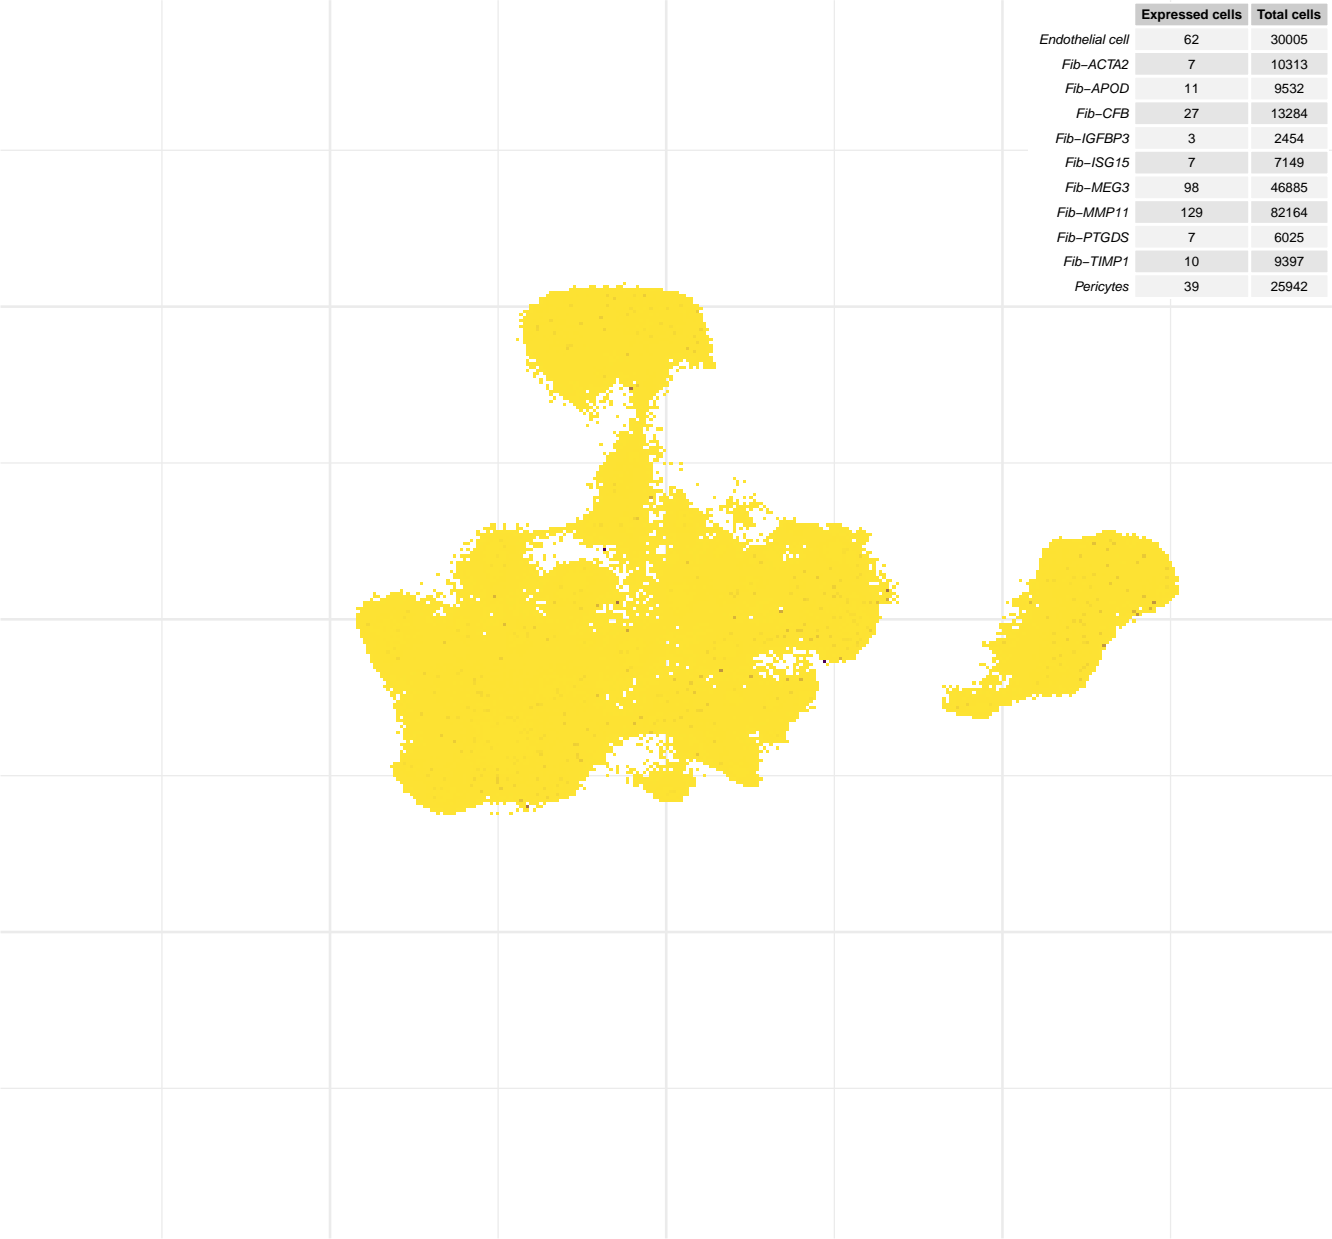 Expressed cells Total cells
Endothelial cell 62 30005
Fib−ACTA2 7 10313
Fib−APOD 11 9532
Fib−CFB 27 13284
Fib−IGFBP3 3 2454
Fib−ISG15 7 7149
Fib−MEG3 98 46885
Fib−MMP11 129 82164
Fib−PTGDS 7 6025
Fib−TIMP1 10 9397
Pericytes 39 25942